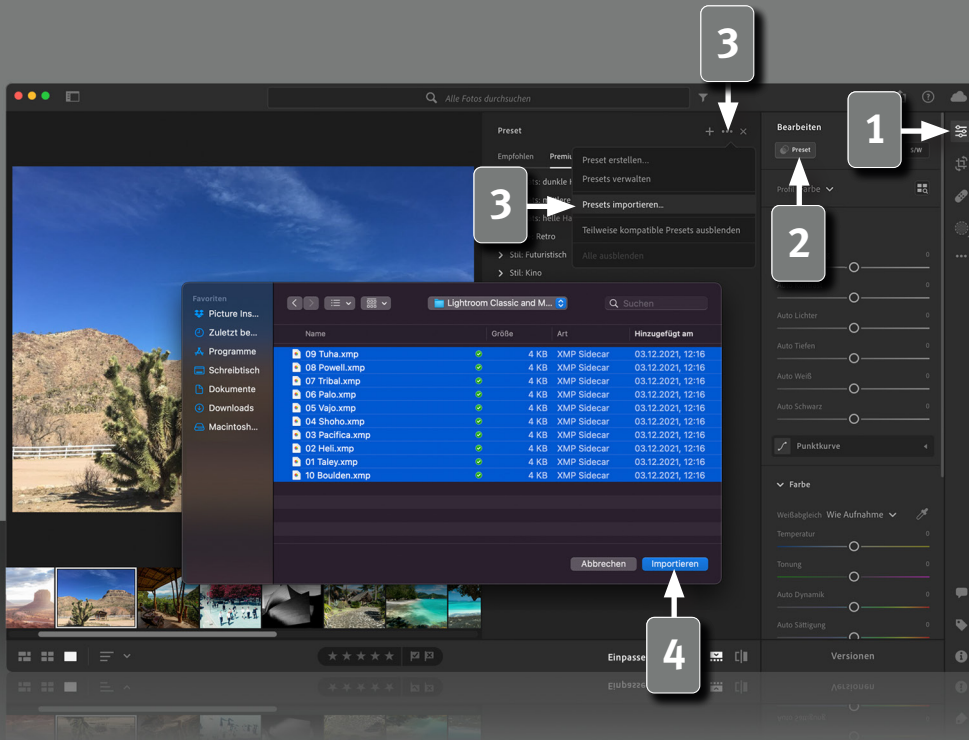 3
Alle Fotos durchsuchen
1
Preset
Bearbeiten
Preset
S/W
Empfohlen
Preset erstellen...
Presets verwalten
Presets importieren...
Teilweise kompatible Presets ausblenden
Alle ausblenden
3
2
Retro
Stil: Futuristisch
Stil: Kino
0
Auto Lichter 0
Auto Tiefen 0
Auto Weiß 0
Auto Schwarz 0
Punktkurve
Farbe
Weißabgleich Wie Aufnahme
Temperatur 0
Tonung 0
Auto Dynamik 0
Auto Sättigung 0
Favoriten
Picture Ins...
Zuletzt be...
Programme
Schreibtisch
Dokumente
Downloads
Macintosh...
Lightroom Classic and M...
Suchen
Name Größe Art Hinzugefügt am
09 Tuha.xmp 4 KB XMP Sidecar 03.12.2021, 12:16
08 Powell.xmp 4 KB XMP Sidecar 03.12.2021, 12:16
07 Tribal.xmp 4 KB XMP Sidecar 03.12.2021, 12:16
06 Palo.xmp 4 KB XMP Sidecar 03.12.2021, 12:16
05 Vajo.xmp 4 KB XMP Sidecar 03.12.2021, 12:16
04 Shoho.xmp 4 KB XMP Sidecar 03.12.2021, 12:16
03 Pacifica.xmp 4 KB XMP Sidecar 03.12.2021, 12:16
02 Heli.xmp 4 KB XMP Sidecar 03.12.2021, 12:16
01 Taley.xmp 4 KB XMP Sidecar 03.12.2021, 12:16
10 Boulden.xmp 4 KB XMP Sidecar 03.12.2021, 12:16
Abbrechen
Importieren
4
Einpasse
Versionen